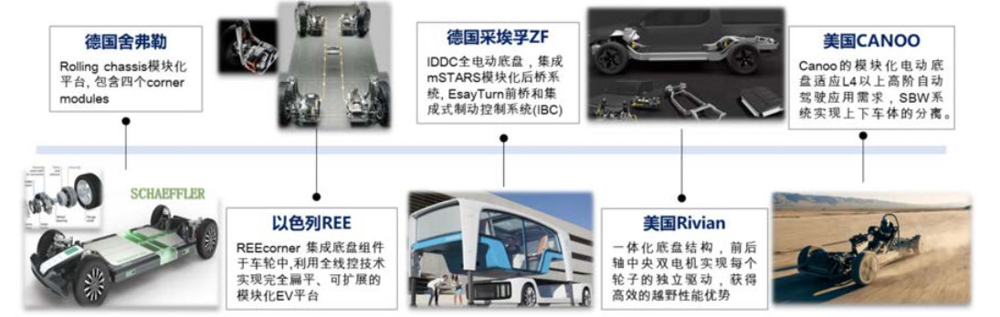 德国舍弗勒
Rolling chassis模块化
平台, 包含四个corner
modules
德国采埃孚ZF
IDDC全电动底盘，集成
mSTARS模块化后桥系
统, EsayTurn前桥和集
成式制动控制系统(IBC)
美国CANOO
Canoo的模块化电动底
盘适应L4以上高阶自动
驾驶应用需求，SBW系
统实现上下车体的分离。
SCHAEFFLER
以色列REE
REEcorner 集成底盘组件
于车轮中,利用全线控技术
实现完全扁平、可扩展的
模块化EV平台
美国Rivian
一体化底盘结构，前后
轴中央双电机实现每个
轮子的独立驱动，获得
高效的越野性能优势